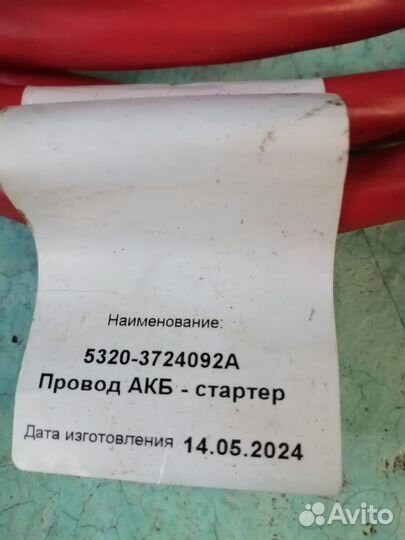 Наименование:
5320-3724092А
Провод АКБ - стартер
Дата изготовления 14.05.2024
Avito